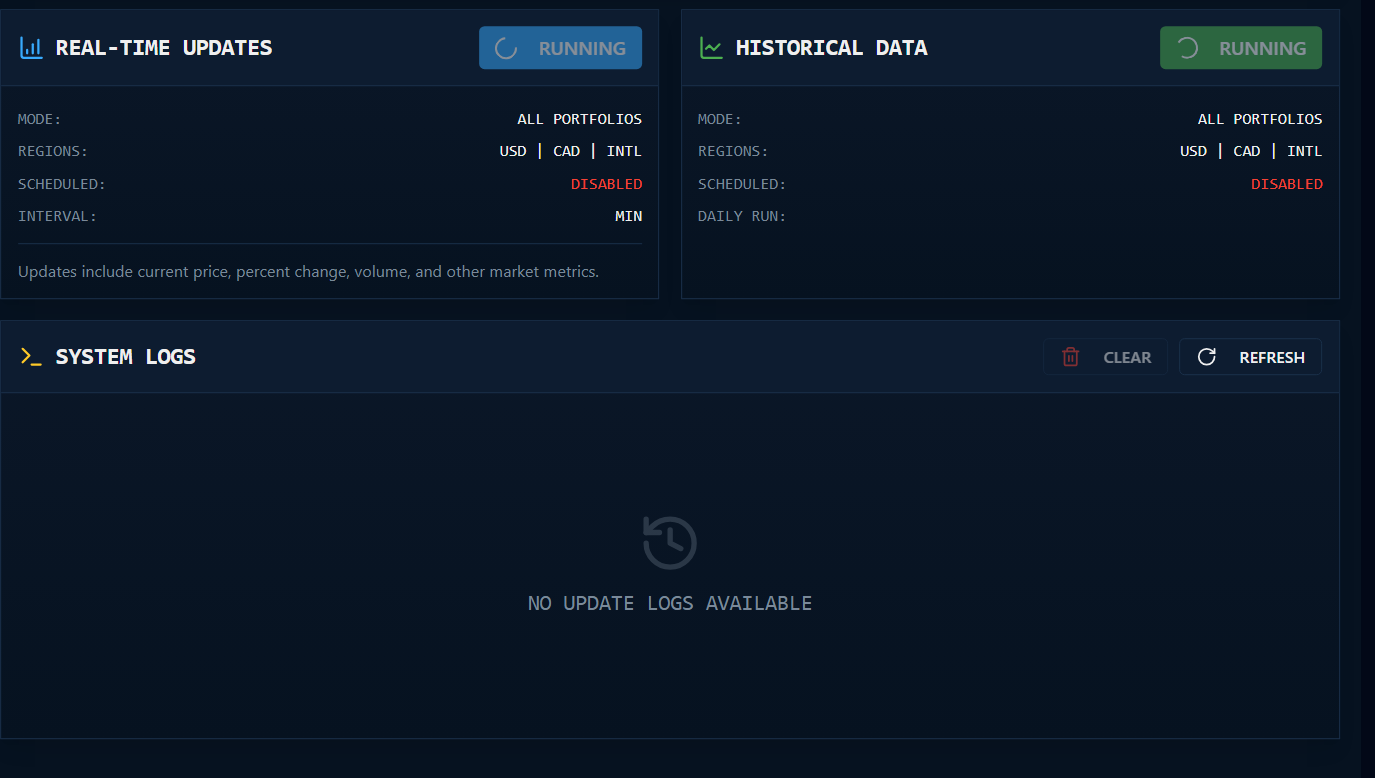 REAL-TIME UPDATES
RUNNING
MODE:
ALL PORTFOLIOS
REGIONS:
USD | CAD | INTL
SCHEDULED:
DISABLED
INTERVAL:
MIN
Updates include current price, percent change, volume, and other market metrics.
HISTORICAL DATA
RUNNING
MODE:
ALL PORTFOLIOS
REGIONS:
USD | CAD | INTL
SCHEDULED:
DISABLED
DAILY RUN:
SYSTEM LOGS
CLEAR
REFRESH
NO UPDATE LOGS AVAILABLE